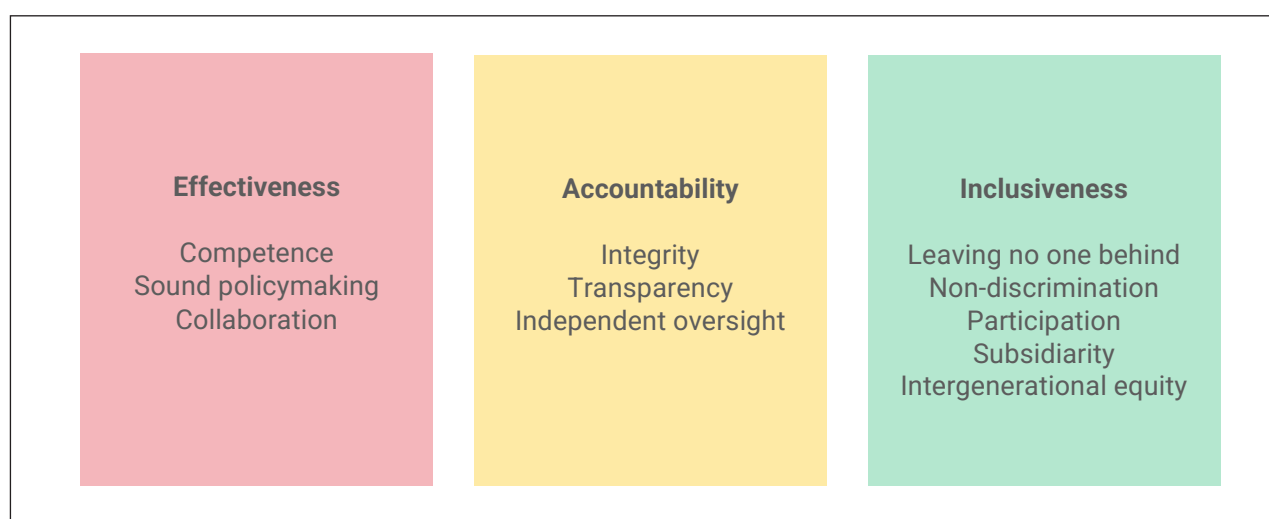 Effectiveness
Competence
Sound policymaking
Collaboration
Accountability
Integrity
Transparency
Independent oversight
Inclusiveness
Leaving no one behind
Non-discrimination
Participation
Subsidiarity
Intergenerational equity